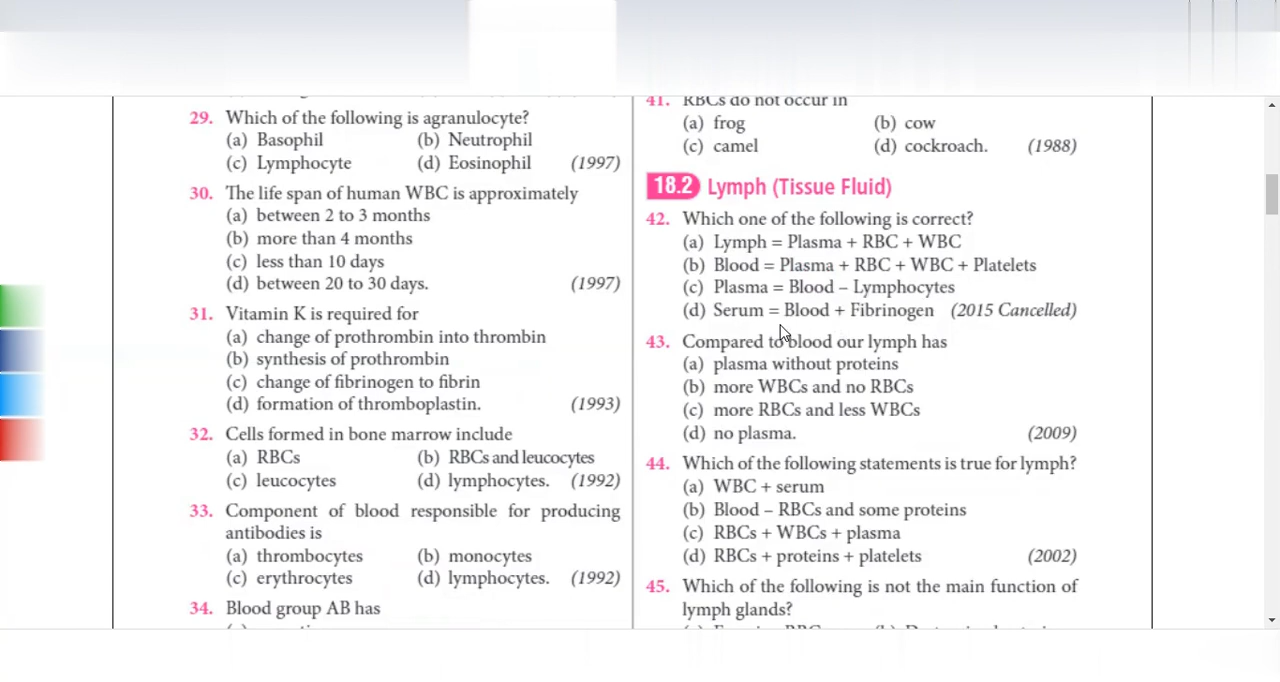 29. Which of the following is agranulocyte?
(a) Basophil (b) Neutrophil
(c) Lymphocyte (d) Eosinophil (1997)
30. The life span of human WBC is approximately
(a) between 2 to 3 months
(b) more than 4 months
(c) less than 10 days
(d) between 20 to 30 days. (1997)
31. Vitamin K is required for
(a) change of prothrombin into thrombin
(b) synthesis of prothrombin
(c) change of fibrinogen to fibrin
(d) formation of thromboplastin. (1993)
32. Cells formed in bone marrow include
(a) RBCs (b) RBCs and leucocytes
(c) leucocytes (d) lymphocytes. (1992)
33. Component of blood responsible for producing
antibodies is
(a) thrombocytes (b) monocytes
(c) erythrocytes (d) lymphocytes. (1992)
34. Blood group AB has
41. RBCs do not occur in
(a) frog (b) cow
(c) camel (d) cockroach. (1988)
18.2 Lymph (Tissue Fluid)
42. Which one of the following is correct?
(a) Lymph = Plasma + RBC + WBC
(b) Blood = Plasma + RBC + WBC + Platelets
(c) Plasma = Blood – Lymphocytes
(d) Serum = Blood + Fibrinogen (2015 Cancelled)
43. Compared to blood our lymph has
(a) plasma without proteins
(b) more WBCs and no RBCs
(c) more RBCs and less WBCs
(d) no plasma. (2009)
44. Which of the following statements is true for lymph?
(a) WBC + serum
(b) Blood – RBCs and some proteins
(c) RBCs + WBCs + plasma
(d) RBCs + proteins + platelets (2002)
45. Which of the following is not the main function of
lymph glands?